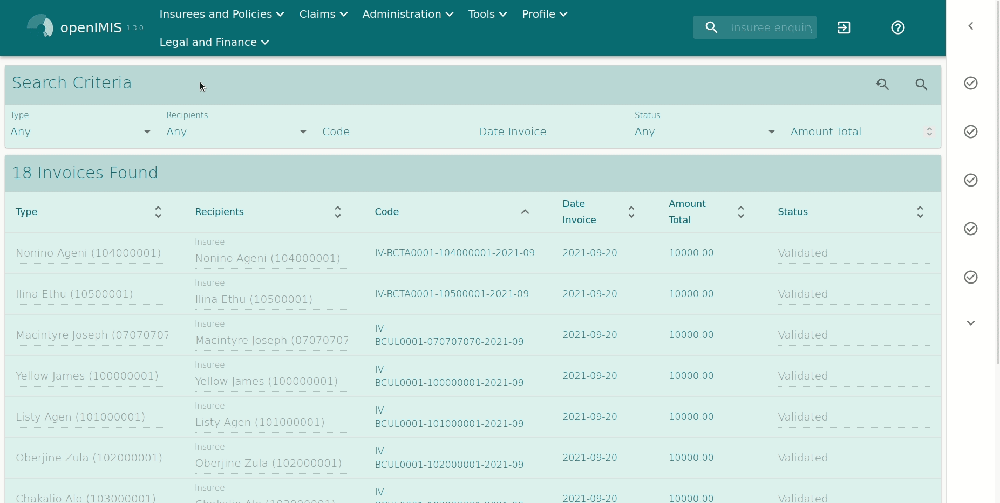 openIMIS 1.3.0
Insurees and Policies Claims Administration Tools Profile
Legal and Finance
Insuree enquiry
Search Criteria
Type Recipients Status
Any Any Code Date Invoice Any Amount Total
18 Invoices Found
Type Recipients Code Date Invoice Amount Total Status
Insuree
Nonino Ageni (104000001) Nonino Ageni (104000001) IV-BCTA0001-104000001-2021-09 2021-09-20 10000.00 Validated
Insuree
Ilina Ethu (10500001) Ilina Ethu (10500001) IV-BCTA0001-10500001-2021-09 2021-09-20 10000.00 Validated
Insuree
IV-
Macintyre Joseph (07070707 Macintyre Joseph (07070707 BCUL0001-070707070-2021-09 2021-09-20 10000.00 Validated
Insuree
IV-
Yellow James (100000001) Yellow James (100000001) BCUL0001-100000001-2021-09 2021-09-20 10000.00 Validated
Insuree
IV-
Listy Agen (101000001) Listy Agen (101000001) BCUL0001-101000001-2021-09 2021-09-20 10000.00 Validated
Insuree
IV-
Oberjine Zula (102000001) Oberjine Zula (102000001) BCUL0001-102000001-2021-09 2021-09-20 10000.00 Validated
Insuree
IV-
Chakalio Alo (103000001) 2021-09-20 10000.00 Validated